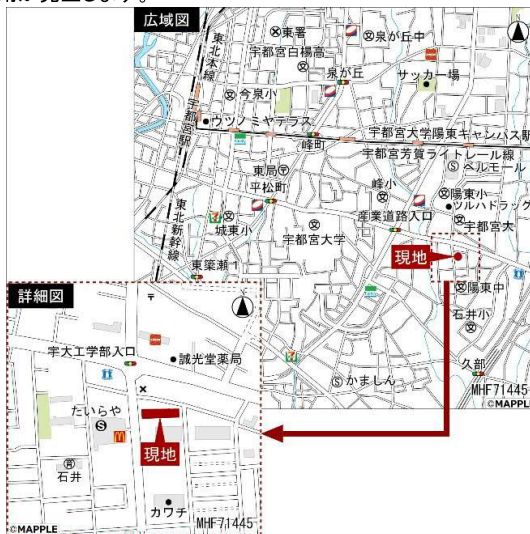 広域図
東署
泉が丘中
宇都宮白楊高
東北本線
泉が丘
今泉小
サッカー場
宇都宮駅
ウツノミヤテラス
宇都宮大学陽東キャンパス駅
峰町
宇都宮芳賀ライトレール線
Ⓢベルモール
東局
平松町
峰小
陽東小
ツルハドラッグ
東北新幹線
城東小
宇都宮大学
産業道路入口
宇都宮大
東簗瀬1
現地
陽東中
石井小
Ⓢかましん
久部
MHF71445
©MAPPLE
詳細図
宇大工学部入口
誠光堂薬局
たいらや
Ⓢ
現地
石井
カワチ
©MAPPLE
MHF71445